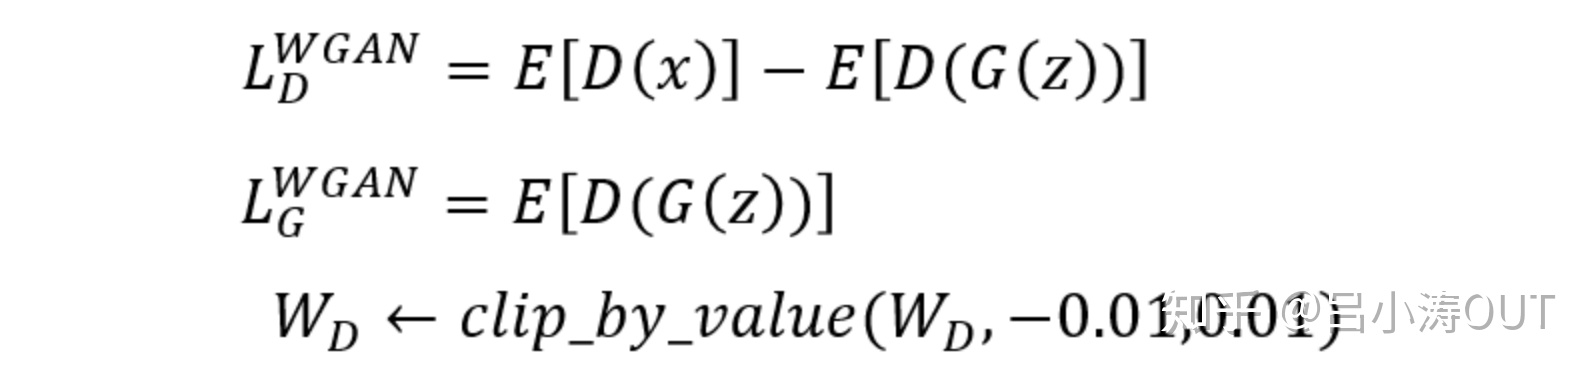 L_D^{WGAN} = E[D(x)] − E[D(G(z))]
L_G^{WGAN} = E[D(G(z))]
W_D ← clip_by_value(W_D, −0.01,0.01)
知乎 @吕小涛OUT